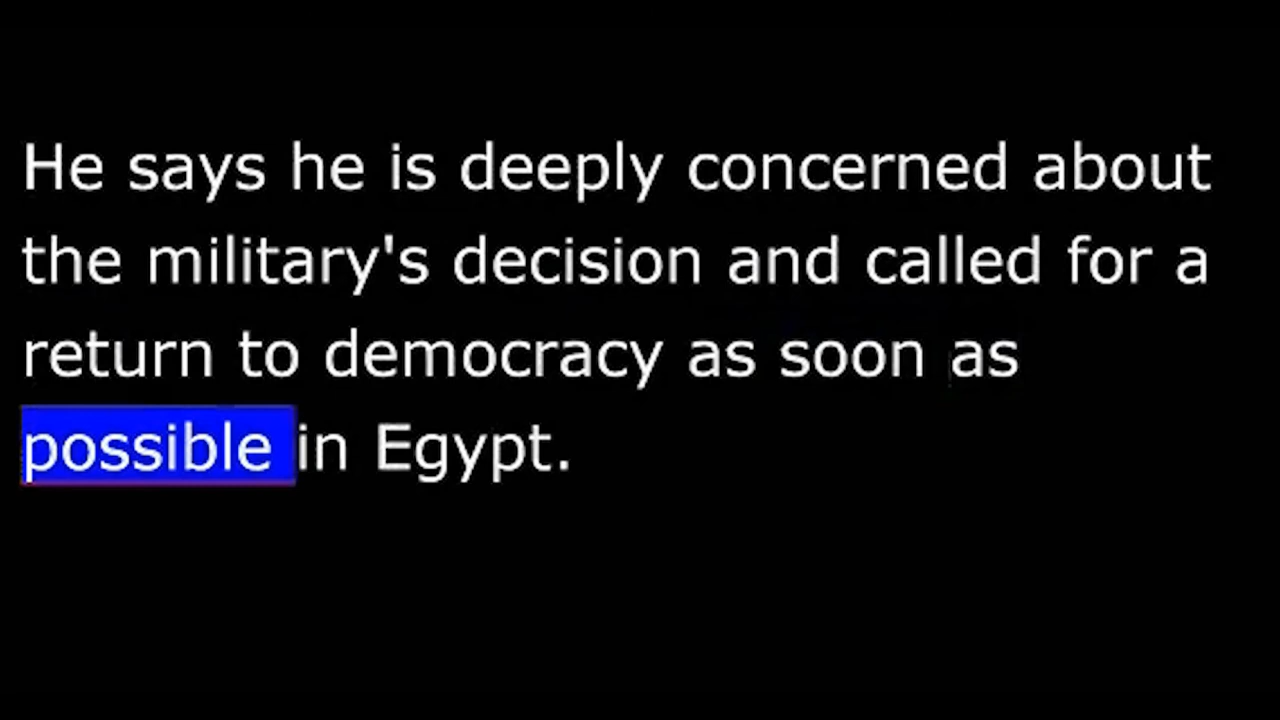 He says he is deeply concerned about
the military's decision and called for a
return to democracy as soon as
possible in Egypt.